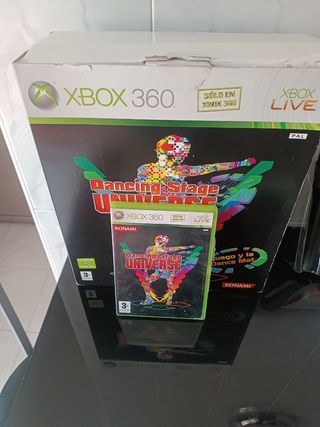 XBOX 360
SÓLO EN
XBOX 360
XBOX
LIVE
PAL
Dancing Stage
UNIVERSE
Juego y la
Dance Mat
3
KONAMI
XBOX 360
LIVE
KONAMI
Dancing Stage
UNIVERSE
3